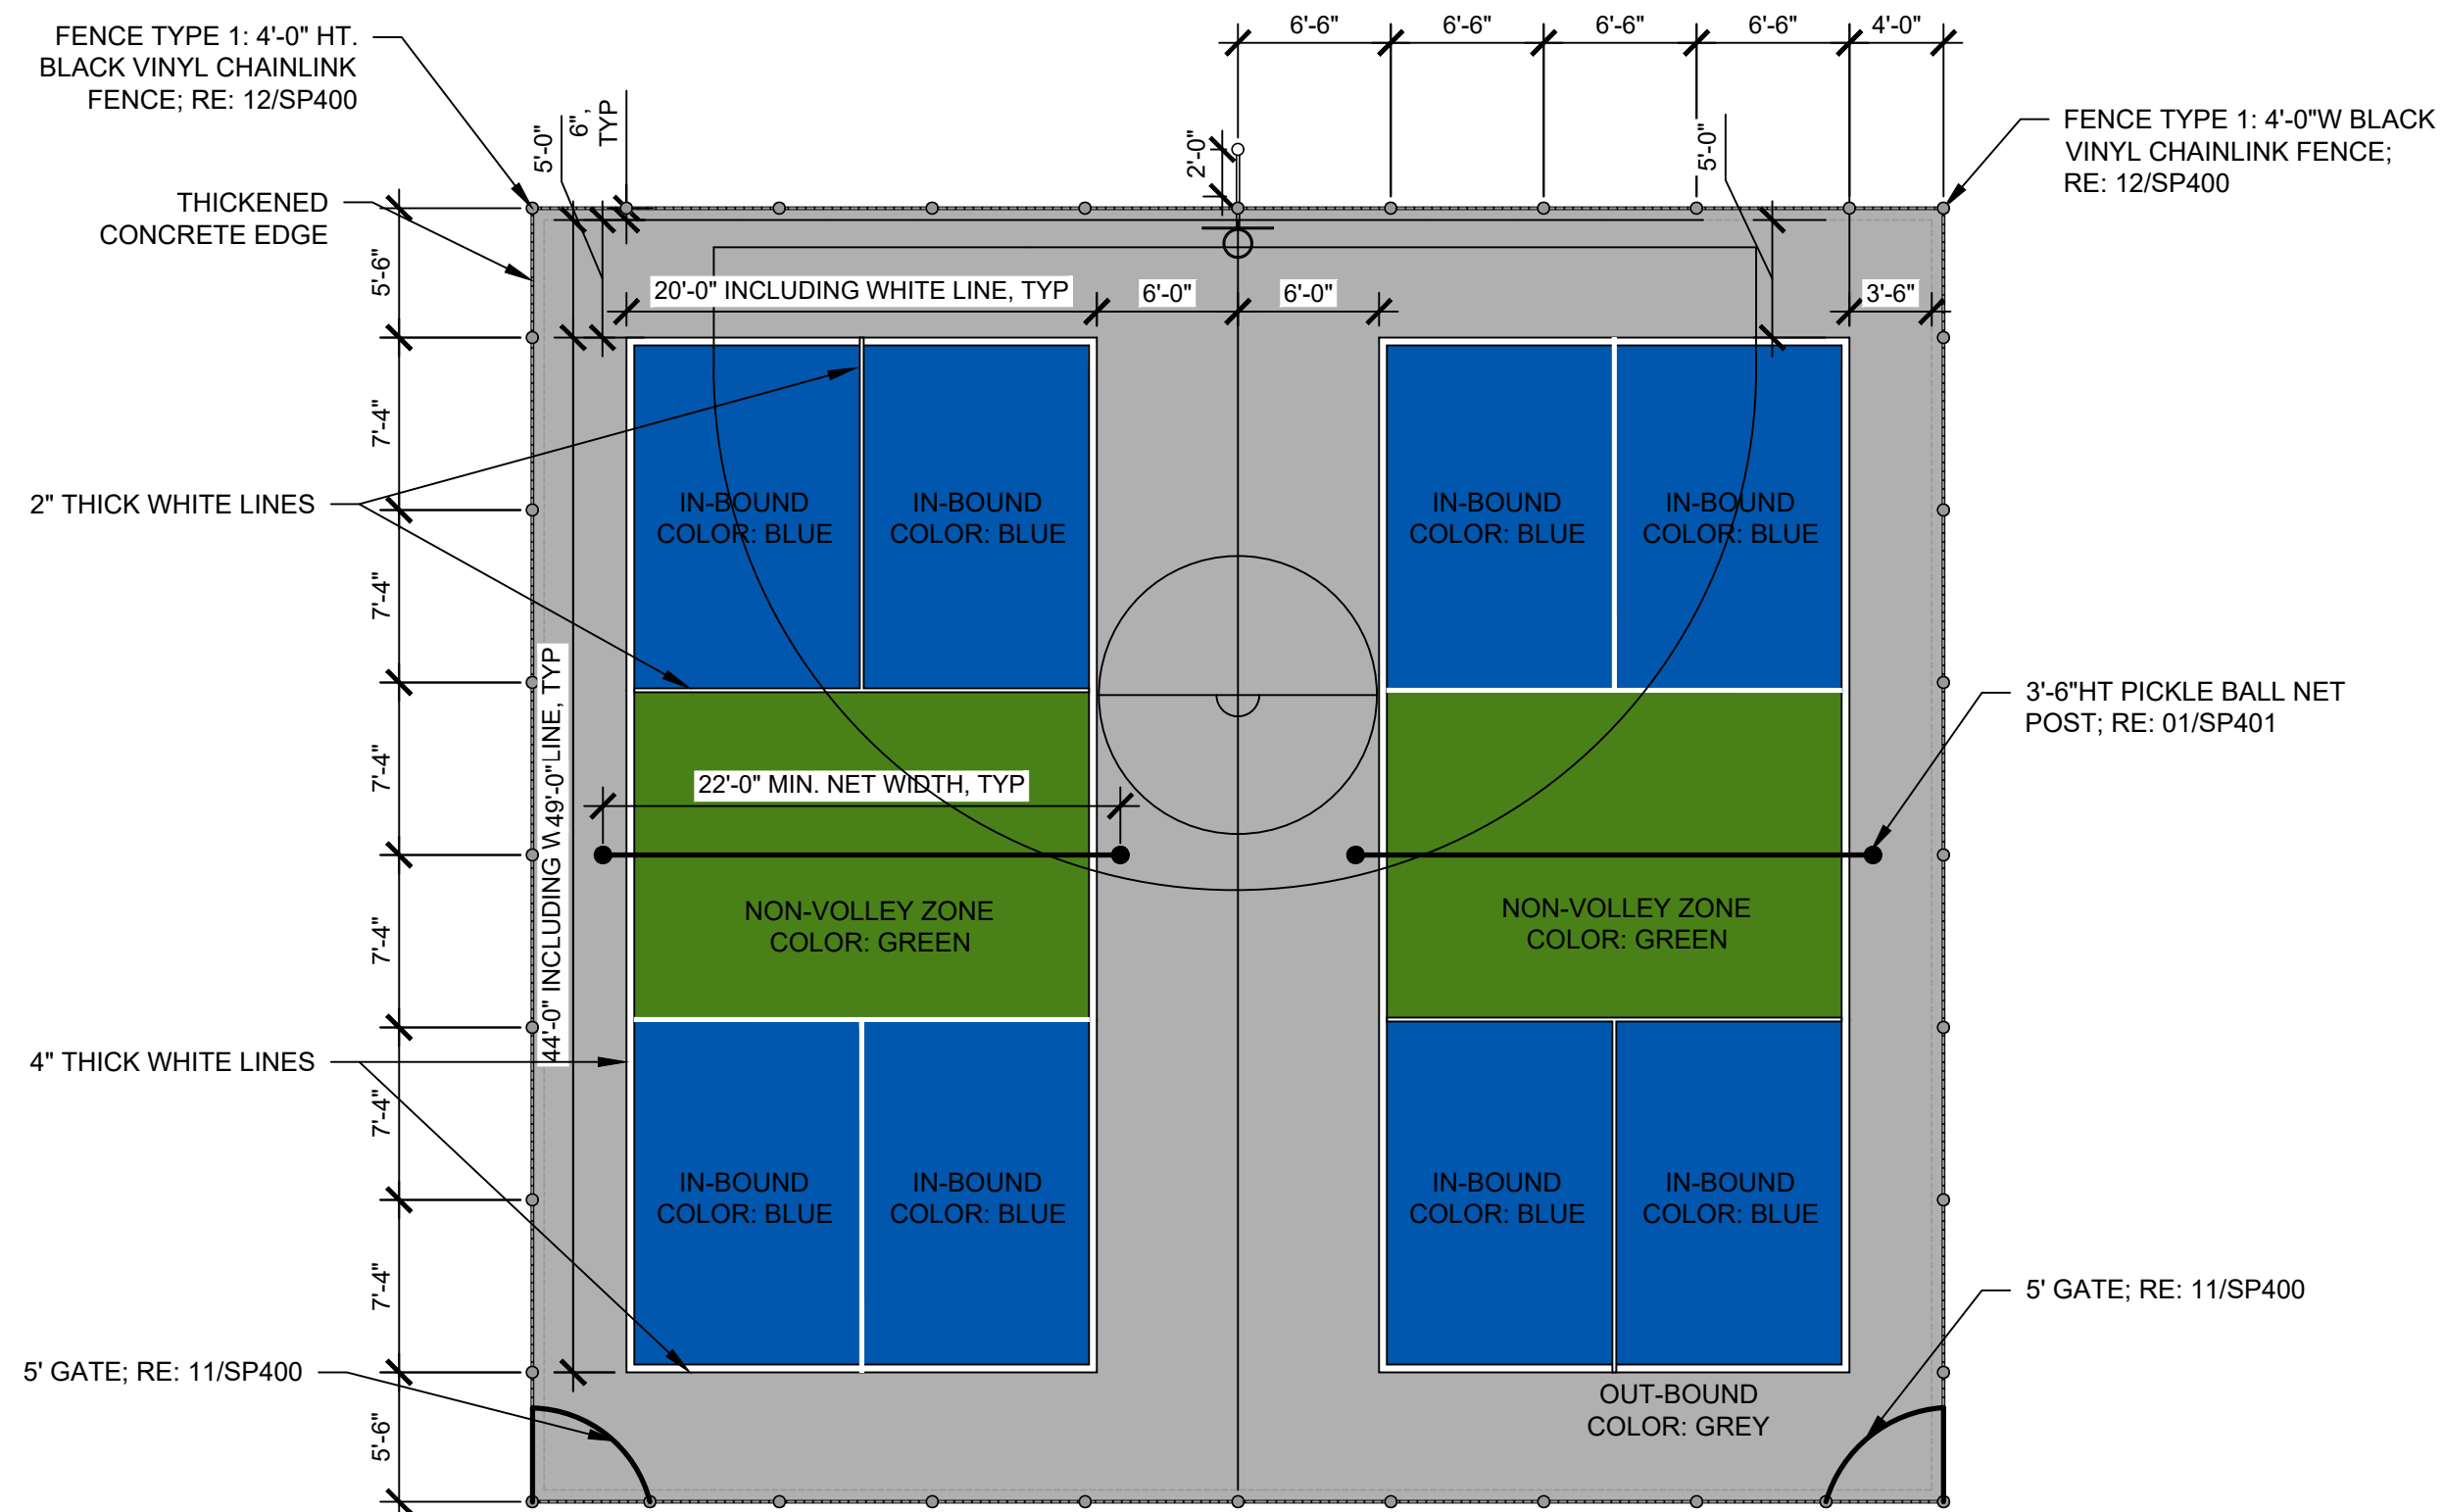 FENCE TYPE 1: 4'-0" HT.
BLACK VINYL CHAINLINK
FENCE; RE: 12/SP400
6'-6"
6'-6"
6'-6"
6'-6"
4'-0"
FENCE TYPE 1: 4'-0"W BLACK
VINYL CHAINLINK FENCE;
RE: 12/SP400
5'-0"
6",
TYP
2'-0"
5'-0"
THICKENED
CONCRETE EDGE
5'-6"
20'-0" INCLUDING WHITE LINE, TYP
6'-0"
6'-0"
3'-6"
7'-4"
2" THICK WHITE LINES
IN-BOUND
COLOR: BLUE
IN-BOUND
COLOR: BLUE
IN-BOUND
COLOR: BLUE
IN-BOUND
COLOR: BLUE
7'-4"
44'-0" INCLUDING W
49'-0"
LINE, TYP
3'-6"HT PICKLE BALL NET
POST; RE: 01/SP401
7'-4"
22'-0" MIN. NET WIDTH, TYP
7'-4"
NON-VOLLEY ZONE
COLOR: GREEN
NON-VOLLEY ZONE
COLOR: GREEN
4" THICK WHITE LINES
7'-4"
IN-BOUND
COLOR: BLUE
IN-BOUND
COLOR: BLUE
IN-BOUND
COLOR: BLUE
IN-BOUND
COLOR: BLUE
7'-4"
5' GATE; RE: 11/SP400
5' GATE; RE: 11/SP400
OUT-BOUND
COLOR: GREY
5'-6"